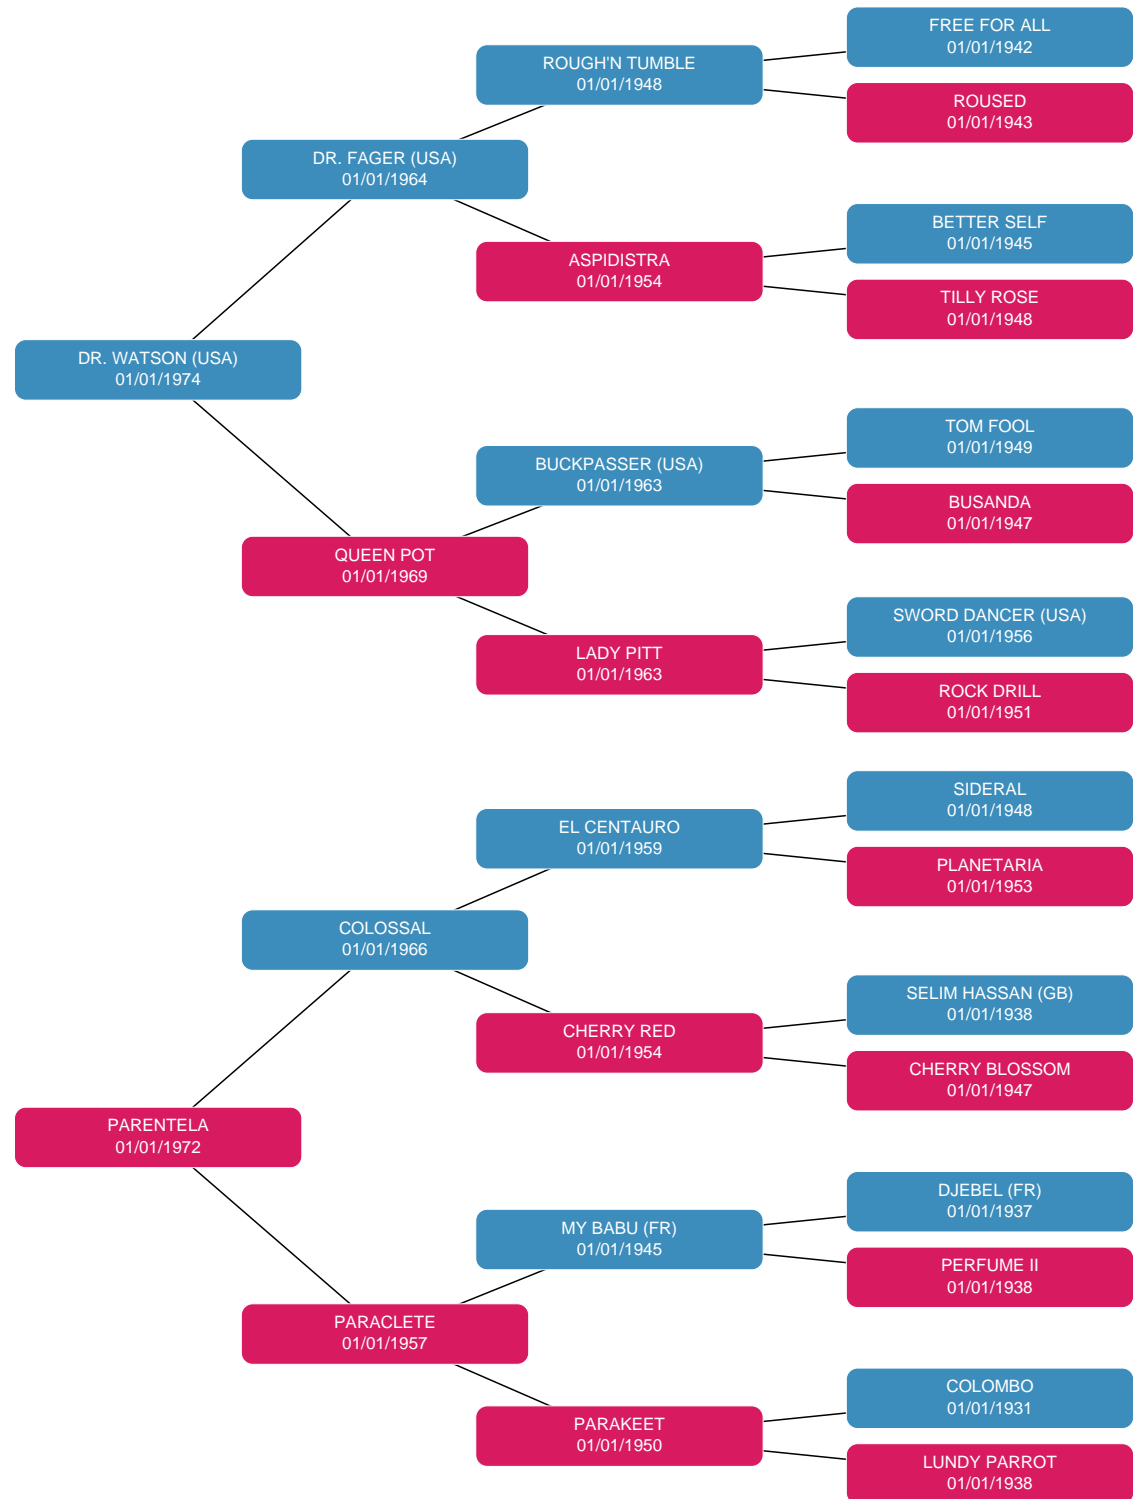 FREE FOR ALL
01/01/1942
ROUGH'N TUMBLE
01/01/1948
ROUSED
01/01/1943
DR. FAGER (USA)
01/01/1964
BETTER SELF
01/01/1945
ASPIDISTRA
01/01/1954
TILLY ROSE
01/01/1948
DR. WATSON (USA)
01/01/1974
TOM FOOL
01/01/1949
BUCKPASSER (USA)
01/01/1963
BUSANDA
01/01/1947
QUEEN POT
01/01/1969
SWORD DANCER (USA)
01/01/1956
LADY PITT
01/01/1963
ROCK DRILL
01/01/1951
SIDERAL
01/01/1948
EL CENTAURO
01/01/1959
PLANETARIA
01/01/1953
COLOSSAL
01/01/1966
SELIM HASSAN (GB)
01/01/1938
CHERRY RED
01/01/1954
CHERRY BLOSSOM
01/01/1947
PARENTELA
01/01/1972
DJEBEL (FR)
01/01/1937
MY BABU (FR)
01/01/1945
PERFUME II
01/01/1938
PARACLETE
01/01/1957
COLOMBO
01/01/1931
PARAKEET
01/01/1950
LUNDY PARROT
01/01/1938